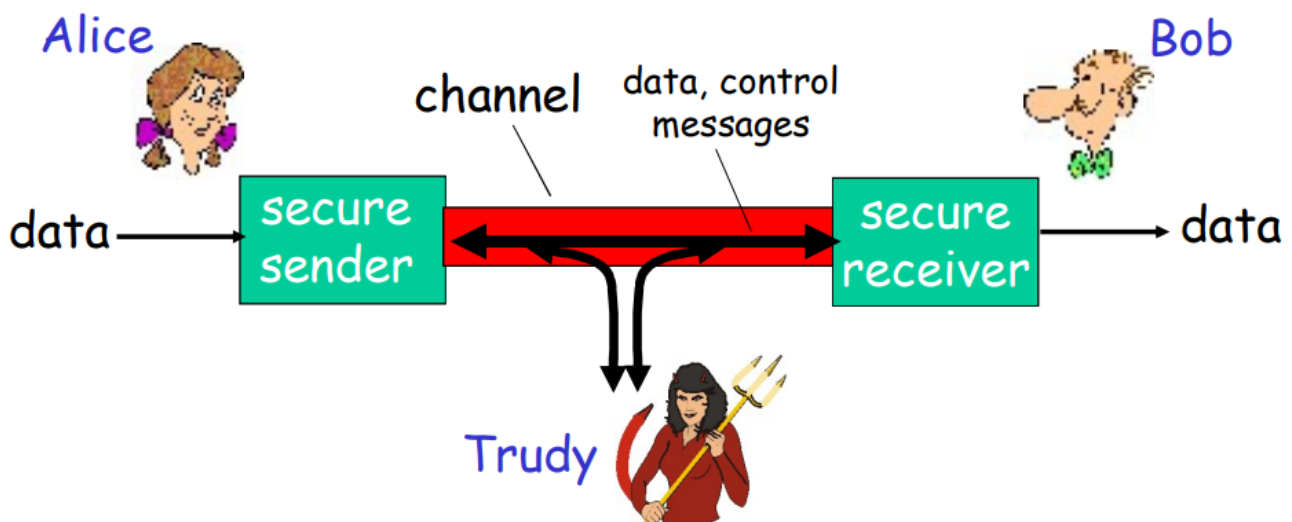 Alice
Bob
channel
data, control
messages
data
secure
sender
secure
receiver
data
Trudy